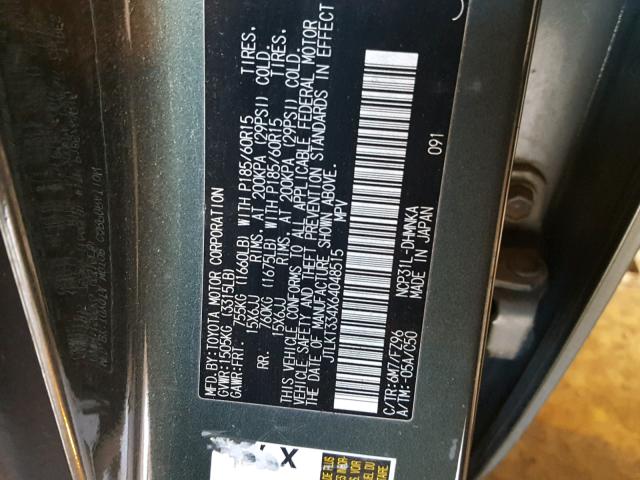 MFD.BY:TOYOTA MOTOR CORPORATION
GVWR:1505KG (3315LB)
GAWR:FRT. 755KG (1660LB) WITH P185/60R15 TIRES.
15X6JJ RIMS. AT 200KPA (29PSI) COLD.
RR. 760KG (1675LB) WITH P185/60R15 TIRES.
15X6JJ RIMS. AT 200KPA (29PSI) COLD.
THIS VEHICLE CONFORMS TO ALL APPLICABLE FEDERAL MOTOR
VEHICLE SAFETY AND THEFT PREVENTION STANDARDS IN EFFECT
ON THE DATE OF MANUFACTURE SHOWN ABOVE.
JTLKT334X64048515 MPV
091
C/TR:6M7/FZ96 NCP31L-DHMNKA
A/TM:-05A/C50 MADE IN JAPAN
X